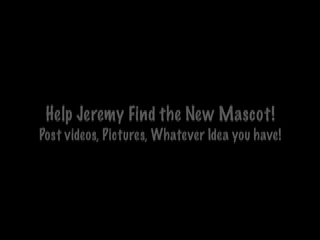 Help Jeremy Find the New Mascot!
Post videos, Pictures, Whatever Idea you have!